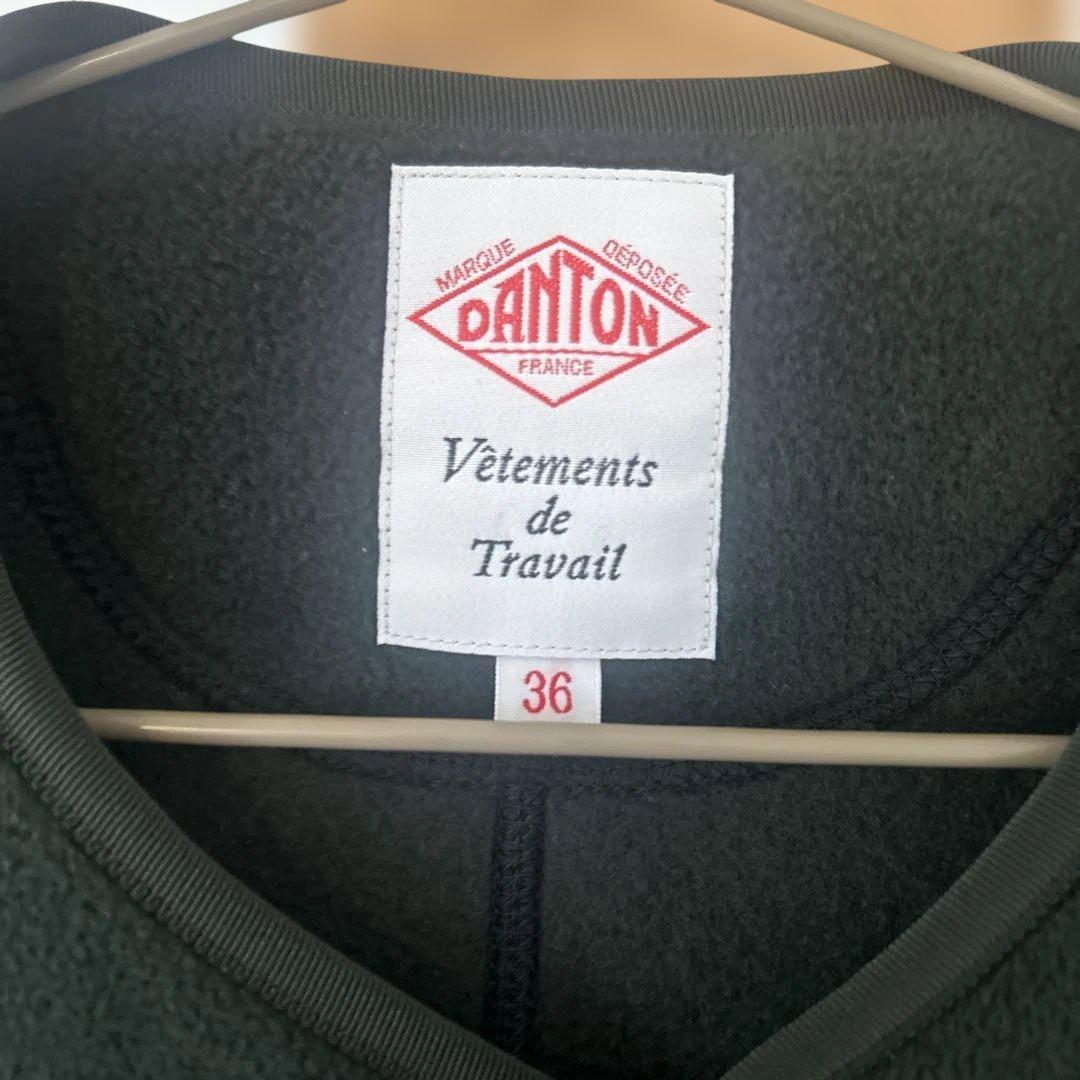 MARQUE DÉPOSÉE
DANTON
FRANCE
Vêtements
de
Travail
36